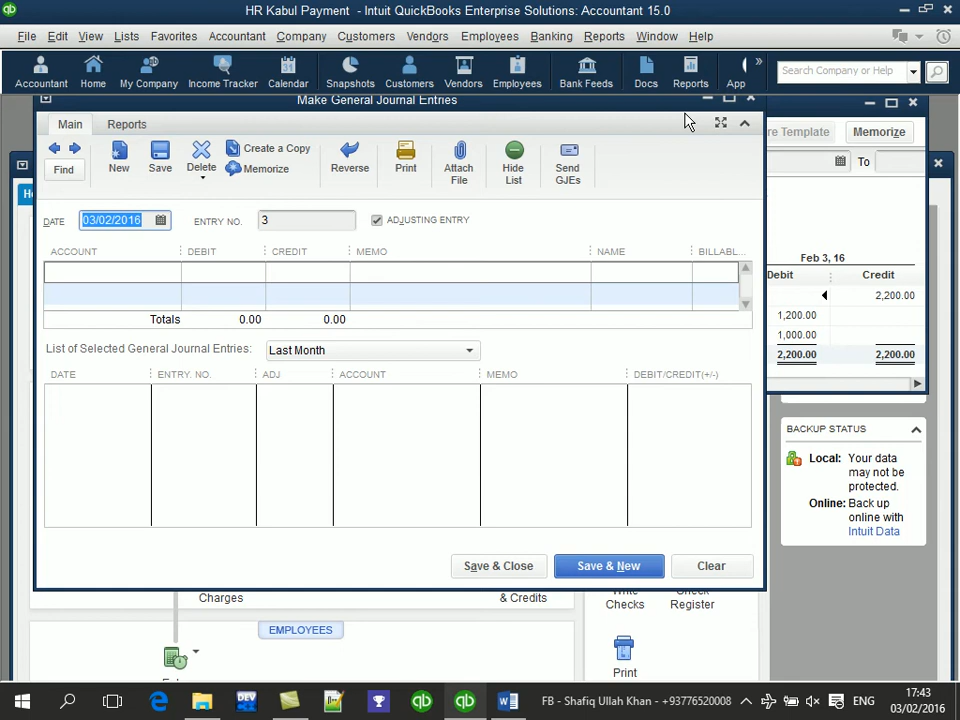 HR Kabul Payment - Intuit QuickBooks Enterprise Solutions: Accountant 15.0
File Edit View Lists Favorites Accountant Company Customers Vendors Employees Banking Reports Window Help
Accountant Home My Company Income Tracker Calendar Snapshots Customers Vendors Employees Bank Feeds Docs Reports App
Search Company or Help
Make General Journal Entries
Main Reports
re Template Memorize
Find New Save Delete Create a Copy Memorize Reverse Print Attach File Hide List Send GJEs
To
DATE 03/02/2016 ENTRY NO. 3 ADJUSTING ENTRY
ACCOUNT DEBIT CREDIT MEMO NAME BILLABL...
Totals 0.00 0.00
Feb 3, 16
Debit Credit
2,200.00
1,200.00
1,000.00
2,200.00 2,200.00
List of Selected General Journal Entries: Last Month
DATE ENTRY. NO. ADJ ACCOUNT MEMO DEBIT/CREDIT(+/-)
BACKUP STATUS
Local: Your data
may not be
protected.
Online: Back up
online with
Intuit Data
Save & Close Save & New Clear
Charges & Credits
Write Checks Check Register
EMPLOYEES
Print
FB - Shafiq Ullah Khan - +93776520008
ENG
17:43
03/02/2016